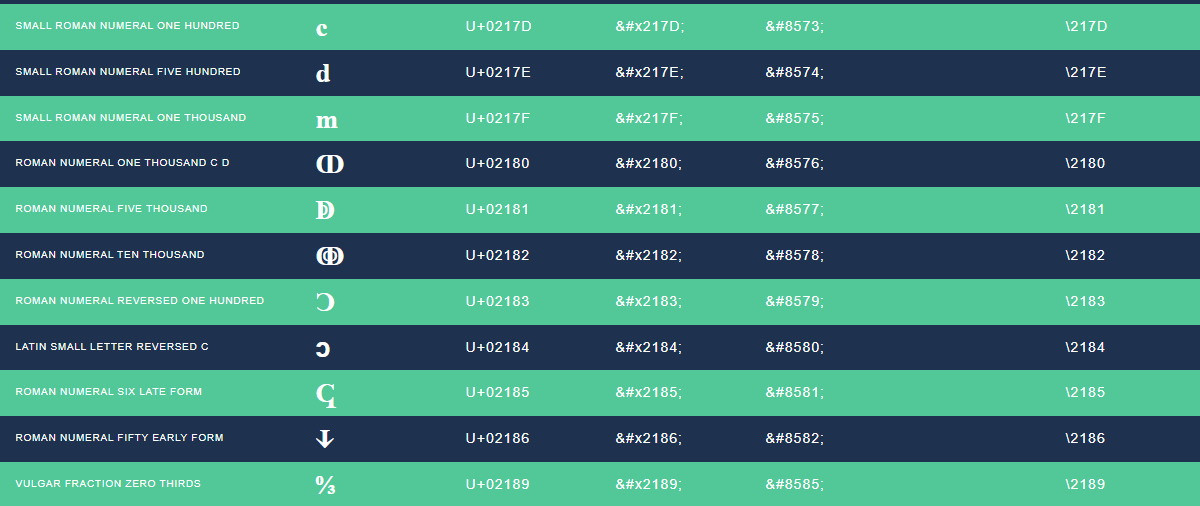 SMALL ROMAN NUMERAL ONE HUNDRED ⅽ U+0217D &#x217D; &#8573; \217D
SMALL ROMAN NUMERAL FIVE HUNDRED ⅾ U+0217E &#x217E; &#8574; \217E
SMALL ROMAN NUMERAL ONE THOUSAND ⅿ U+0217F &#x217F; &#8575; \217F
ROMAN NUMERAL ONE THOUSAND C D ↀ U+02180 &#x2180; &#8576; \2180
ROMAN NUMERAL FIVE THOUSAND ↁ U+02181 &#x2181; &#8577; \2181
ROMAN NUMERAL TEN THOUSAND ↂ U+02182 &#x2182; &#8578; \2182
ROMAN NUMERAL REVERSED ONE HUNDRED Ↄ U+02183 &#x2183; &#8579; \2183
LATIN SMALL LETTER REVERSED C ↄ U+02184 &#x2184; &#8580; \2184
ROMAN NUMERAL SIX LATE FORM ↅ U+02185 &#x2185; &#8581; \2185
ROMAN NUMERAL FIFTY EARLY FORM ↆ U+02186 &#x2186; &#8582; \2186
VULGAR FRACTION ZERO THIRDS ↉ U+02189 &#x2189; &#8585; \2189